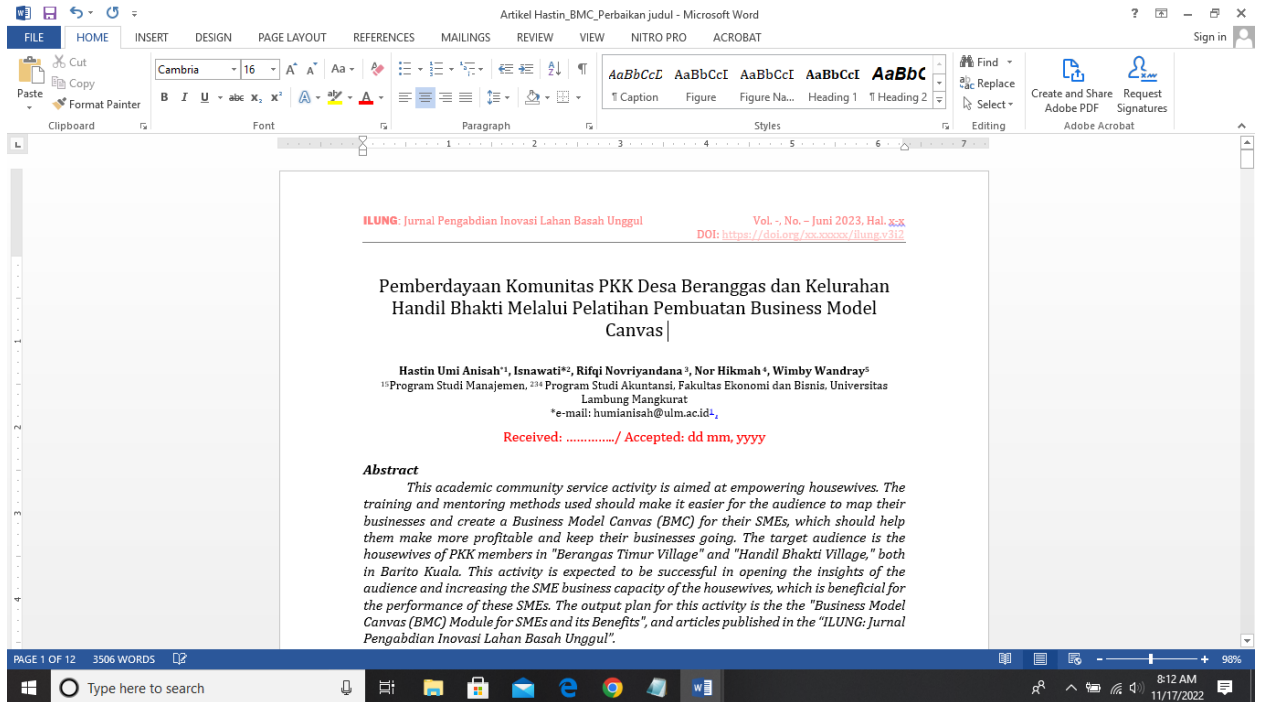 Artikel Hastin_BMC_Perbaikan judul - Microsoft Word
FILE HOME INSERT DESIGN PAGE LAYOUT REFERENCES MAILINGS REVIEW VIEW NITRO PRO ACROBAT Sign in
Cut
Copy
Format Painter
Paste
Clipboard
Cambria 16
Font
Paragraph
AaBbCcL AaBbCcI AaBbCcI AaBbCcI AaBbC
¶ Caption Figure Figure Na... Heading 1 ¶ Heading 2
Styles
Find
Replace
Select
Editing
Create and Share Adobe PDF
Request Signatures
Adobe Acrobat
1 2 3 4 5 6 7
ILUNG: Jurnal Pengabdian Inovasi Lahan Basah Unggul Vol. -, No. – Juni 2023, Hal. x-x
DOI: https://doi.org/xx.xxxxx/ilung.v3i2
Pemberdayaan Komunitas PKK Desa Beranggas dan Kelurahan
Handil Bhakti Melalui Pelatihan Pembuatan Business Model
Canvas
Hastin Umi Anisah*1, Isnawati*2, Rifqi Novriyandana 3, Nor Hikmah 4, Wimby Wandray5
15Program Studi Manajemen, 234 Program Studi Akuntansi, Fakultas Ekonomi dan Bisnis, Universitas
Lambung Mangkurat
*e-mail: humianisah@ulm.ac.id1,
Received: …………../ Accepted: dd mm, yyyy
Abstract
This academic community service activity is aimed at empowering housewives. The
training and mentoring methods used should make it easier for the audience to map their
businesses and create a Business Model Canvas (BMC) for their SMEs, which should help
them make more profitable and keep their businesses going. The target audience is the
housewives of PKK members in "Berangas Timur Village" and "Handil Bhakti Village," both
in Barito Kuala. This activity is expected to be successful in opening the insights of the
audience and increasing the SME business capacity of the housewives, which is beneficial for
the performance of these SMEs. The output plan for this activity is the the "Business Model
Canvas (BMC) Module for SMEs and its Benefits", and articles published in the "ILUNG: Jurnal
Pengabdian Inovasi Lahan Basah Unggul".
PAGE 1 OF 12 3506 WORDS 98%
Type here to search
8:12 AM
11/17/2022